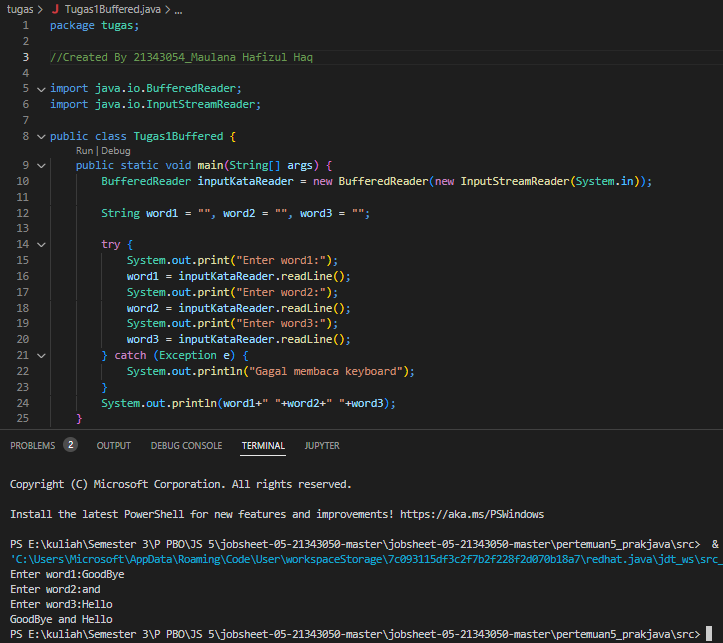 tugas > J Tugas1Buffered.java > ...
1 package tugas;
2
3 //Created By 21343054_Maulana Hafizul Haq
4
5 import java.io.BufferedReader;
6 import java.io.InputStreamReader;
7
8 public class Tugas1Buffered {
Run | Debug
9 public static void main(String[] args) {
10 BufferedReader inputKataReader = new BufferedReader(new InputStreamReader(System.in));
11
12 String word1 = "", word2 = "", word3 = "";
13
14 try {
15 System.out.print("Enter word1:");
16 word1 = inputKataReader.readLine();
17 System.out.print("Enter word2:");
18 word2 = inputKataReader.readLine();
19 System.out.print("Enter word3:");
20 word3 = inputKataReader.readLine();
21 } catch (Exception e) {
22 System.out.println("Gagal membaca keyboard");
23 }
24 System.out.println(word1+" "+word2+" "+word3);
25 }
PROBLEMS 2 OUTPUT DEBUG CONSOLE TERMINAL JUPYTER
Copyright (C) Microsoft Corporation. All rights reserved.
Install the latest PowerShell for new features and improvements! https://aka.ms/PSWindows
PS E:\kuliah\Semester 3\P PBO\JS 5\jobsheet-05-21343050-master\jobsheet-05-21343050-master\pertemuan5_prakjava\src> &
'C:\Users\Microsoft\AppData\Roaming\Code\User\workspaceStorage\7c093115df3c2f7b2f228f2d070b18a7\redhat.java\jdt_ws\src_
Enter word1:GoodBye
Enter word2:and
Enter word3:Hello
GoodBye and Hello
PS E:\kuliah\Semester 3\P PBO\JS 5\jobsheet-05-21343050-master\jobsheet-05-21343050-master\pertemuan5_prakjava\src>